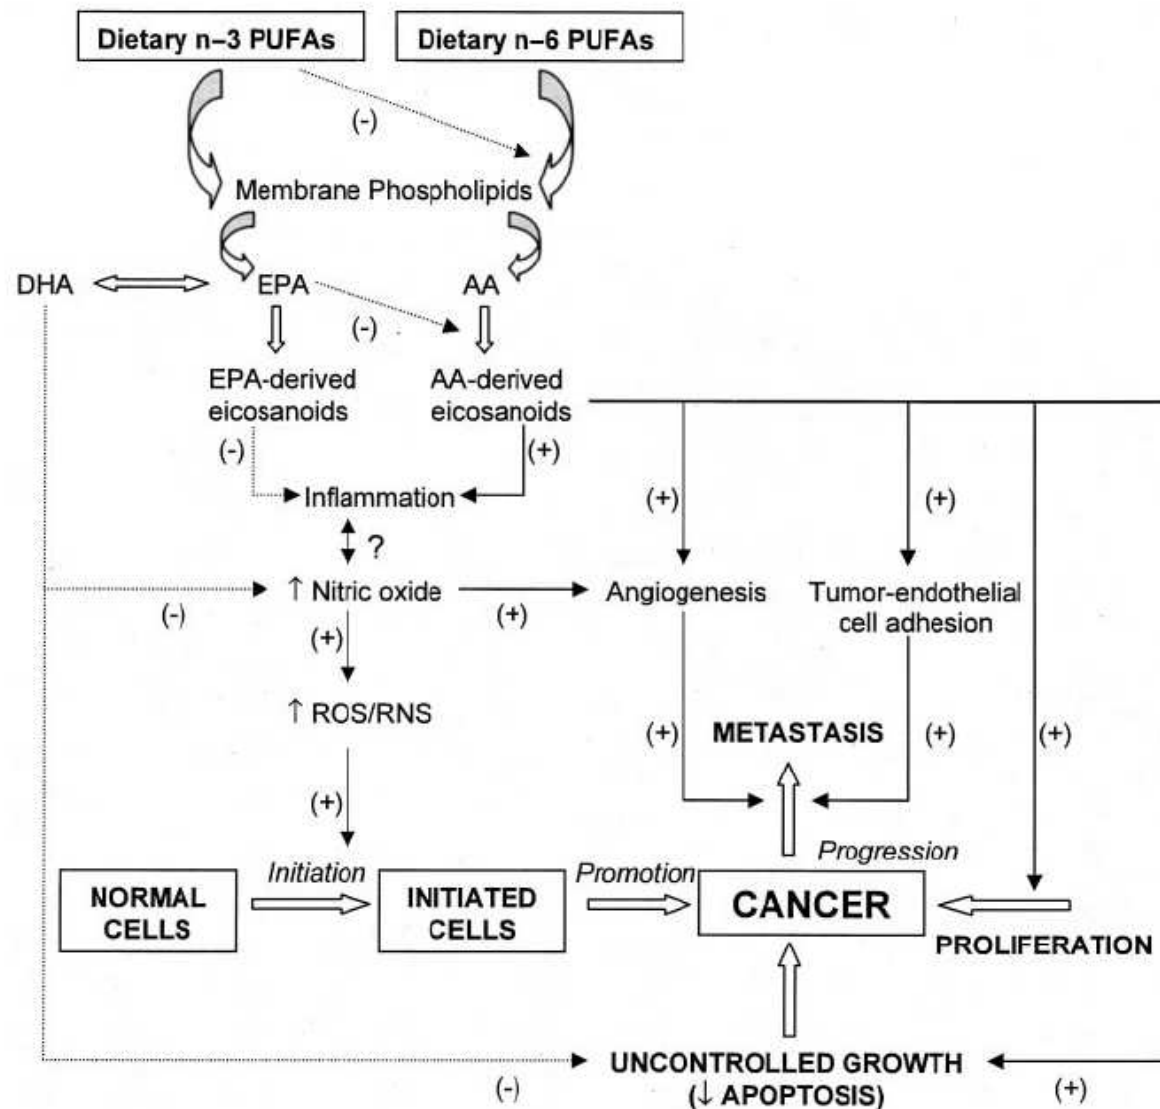 Dietary n–3 PUFAs
Dietary n–6 PUFAs
(-)
Membrane Phospholipids
DHA
EPA
AA
(-)
EPA-derived
eicosanoids
AA-derived
eicosanoids
(-)
(+)
Inflammation
(+)
(+)
?
↑ Nitric oxide
Angiogenesis
Tumor-endothelial
cell adhesion
(-)
(+)
(+)
↑ ROS/RNS
(+)
METASTASIS
(+)
(+)
(+)
Initiation
Promotion
Progression
NORMAL
CELLS
INITIATED
CELLS
CANCER
PROLIFERATION
UNCONTROLLED GROWTH
(↓ APOPTOSIS)
(-)
(+)